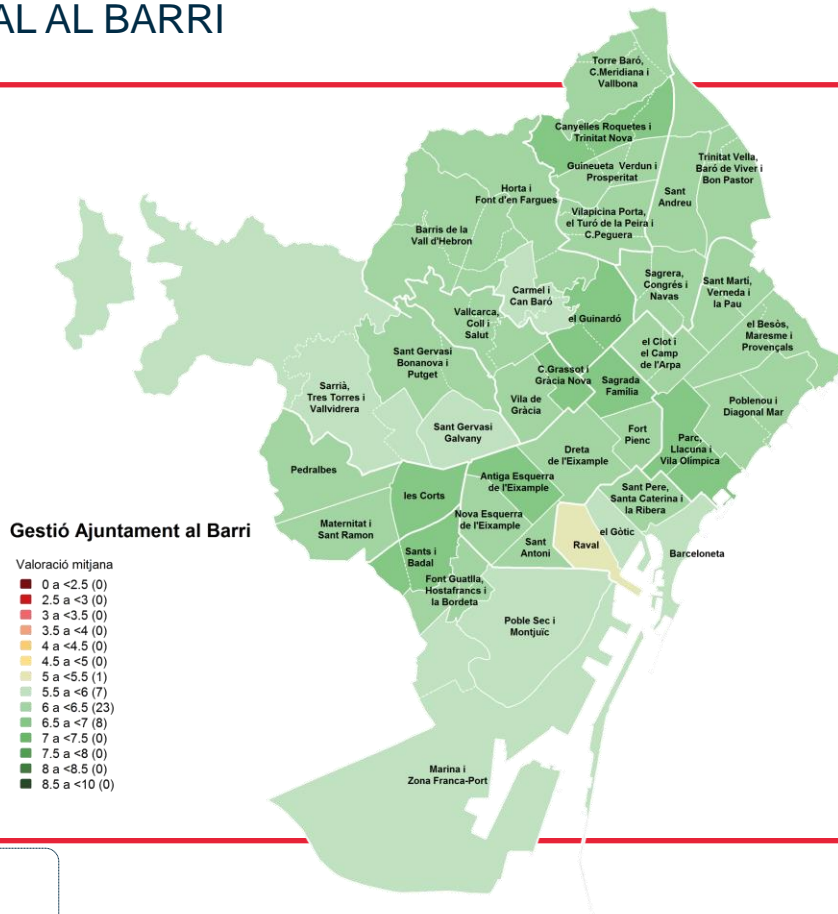 AL AL BARRI
Torre Baró,
C.Meridiana i
Vallbona
Canyelles Roquetes i
Trinitat Nova
Guineueta Verdun i
Prosperitat
Trinitat Vella,
Baró de Viver i
Bon Pastor
Sant
Andreu
Horta i
Font d'en Fargues
Vilapicina Porta,
el Turó de la Peira i
C.Peguera
Barris de la
Vall d'Hebron
Sagrera,
Congrés i
Navas
Sant Martí,
Verneda i
la Pau
Carmel i
Can Baró
Vallcarca,
Coll i
Salut
el Guinardó
el Besòs,
Maresme i
Provençals
el Clot i
el Camp
de l'Arpa
Sant Gervasi
Bonanova i
Putget
C.Grassot i
Gràcia Nova
Sagrada
Família
Sarrià,
Tres Torres i
Vallvidrera
Vila de
Gràcia
Poblenou i
Diagonal Mar
Sant Gervasi
Galvany
Fort
Pienc
Parc,
Llacuna i
Vila Olímpica
Dreta
de l'Eixample
Pedralbes
Antiga Esquerra
de l'Eixample
Sant Pere,
Santa Caterina i
la Ribera
les Corts
Nova Esquerra
de l'Eixample
Maternitat i
Sant Ramon
el Gòtic
Sant
Antoni
Raval
Barceloneta
Sants i
Badal
Font Guatlla,
Hostafrancs i
la Bordeta
Poble Sec i
Montjuïc
Marina i
Zona Franca-Port
Gestió Ajuntament al Barri
Valoració mitjana
0 a <2.5 (0)
2.5 a <3 (0)
3 a <3.5 (0)
3.5 a <4 (0)
4 a <4.5 (0)
4.5 a <5 (0)
5 a <5.5 (1)
5.5 a <6 (7)
6 a <6.5 (23)
6.5 a <7 (8)
7 a <7.5 (0)
7.5 a <8 (0)
8 a <8.5 (0)
8.5 a <10 (0)